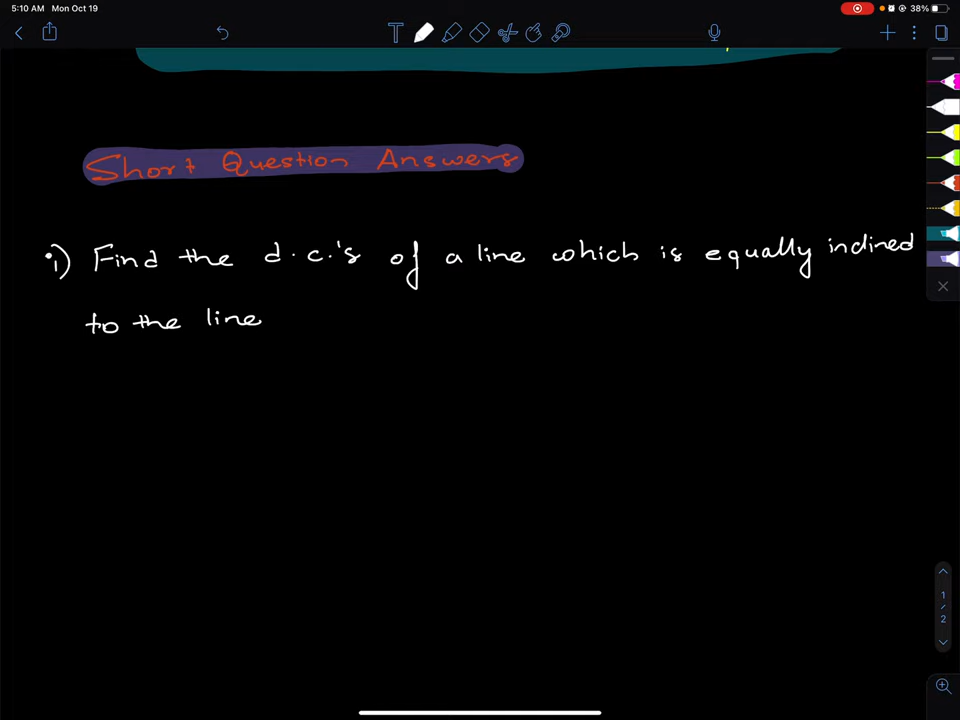 5:10 AM Mon Oct 19
38%
Short Question Answers
i) Find the d.c.'s of a line which is equally inclined
to the line
1
/
2